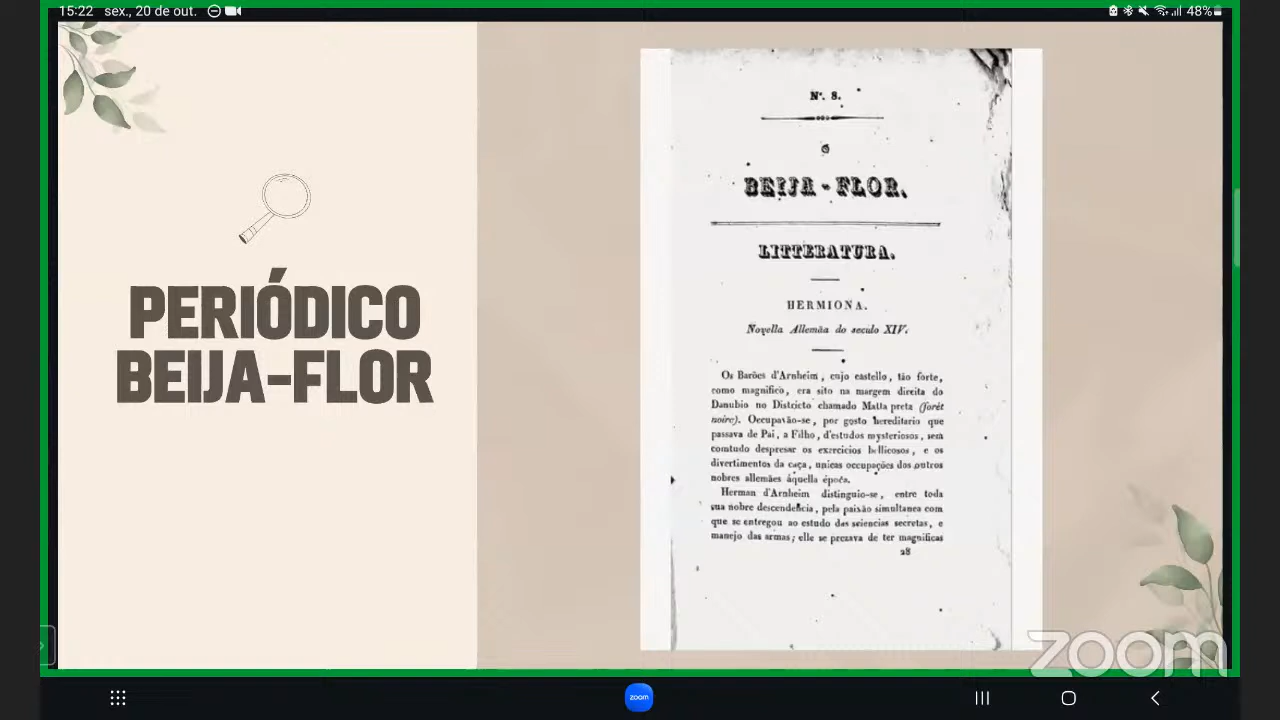 15:22 sex., 20 de out.
48%
PERIÓDICO
BEIJA-FLOR
Nº. 8.
O
BEIJA-FLOR.
LITTERATURA.
HERMIONA.
Novella Allemãa do seculo XIV.
Os Barões d'Arnheim, cujo castello, tão forte,
como magnifico, era sito na margem direita do
Danubio no Districto chamado Matta preta (forêt
noire). Occupavão-se, por gosto hereditario que
passava de Pai, a Filho, d'estudos mysteriosos, sem
comtudo despresar os exercicios bellicosos, e os
divertimentos da caça, unicas occupações dos outros
nobres allemães áquella época.
Herman d'Arnheim distinguio-se, entre toda
sua nobre descendencia, pela paixão simultanea com
que se entregou ao estudo das sciencias secretas, e
manejo das armas; elle se prezava de ter magnificas
28
zoom
zoom